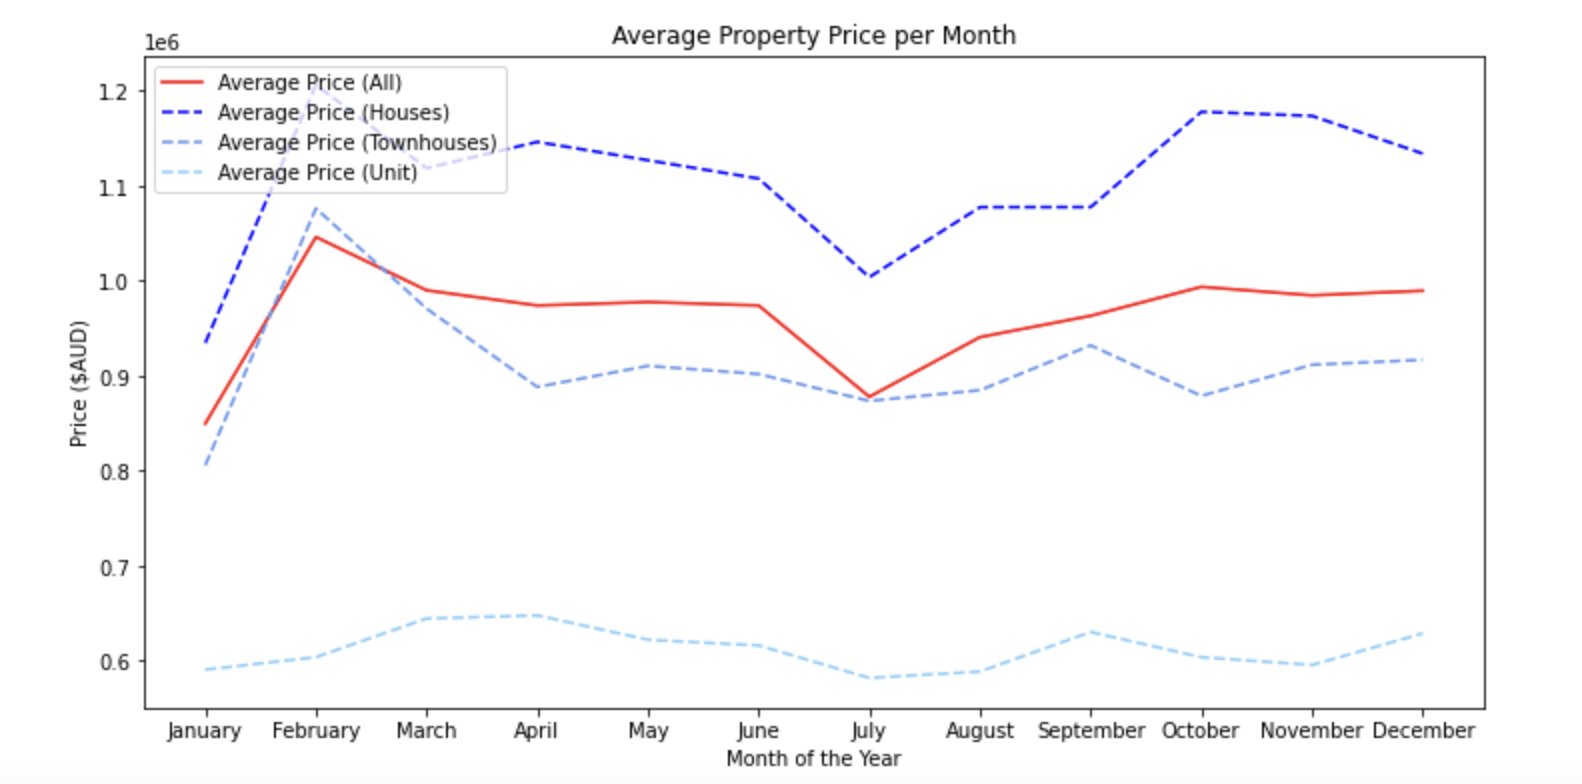 Average Property Price per Month
1e6
Average Price (All)
Average Price (Houses)
Average Price (Townhouses)
Average Price (Unit)
1.2
1.1
1.0
0.9
0.8
0.7
0.6
Price ($AUD)
January February March April May June July August September October November December
Month of the Year